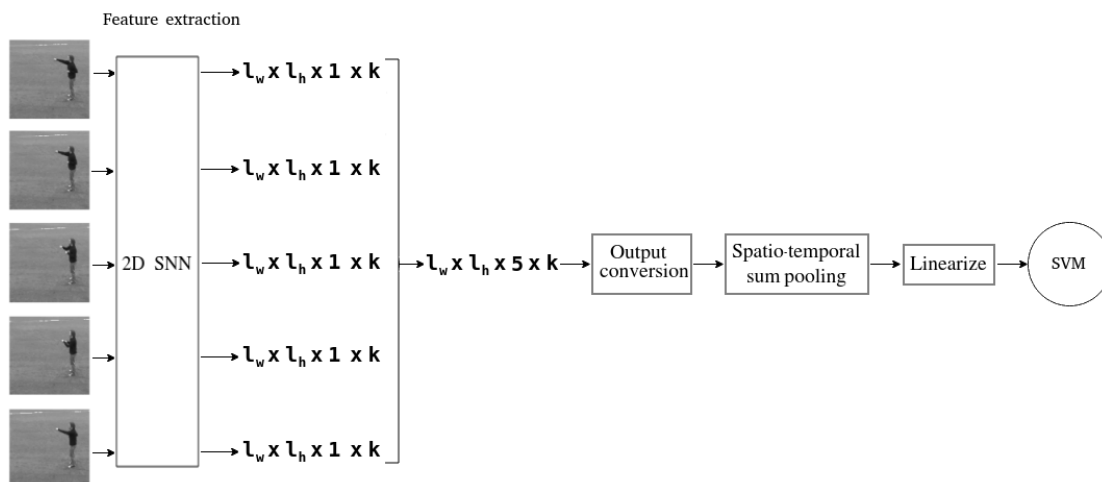 Feature extraction
l_w x l_h x 1 x k
l_w x l_h x 1 x k
2D SNN
l_w x l_h x 1 x k
l_w x l_h x 1 x k
l_w x l_h x 1 x k
l_w x l_h x 5 x k
Output
conversion
Spatio-temporal
sum pooling
Linearize
SVM